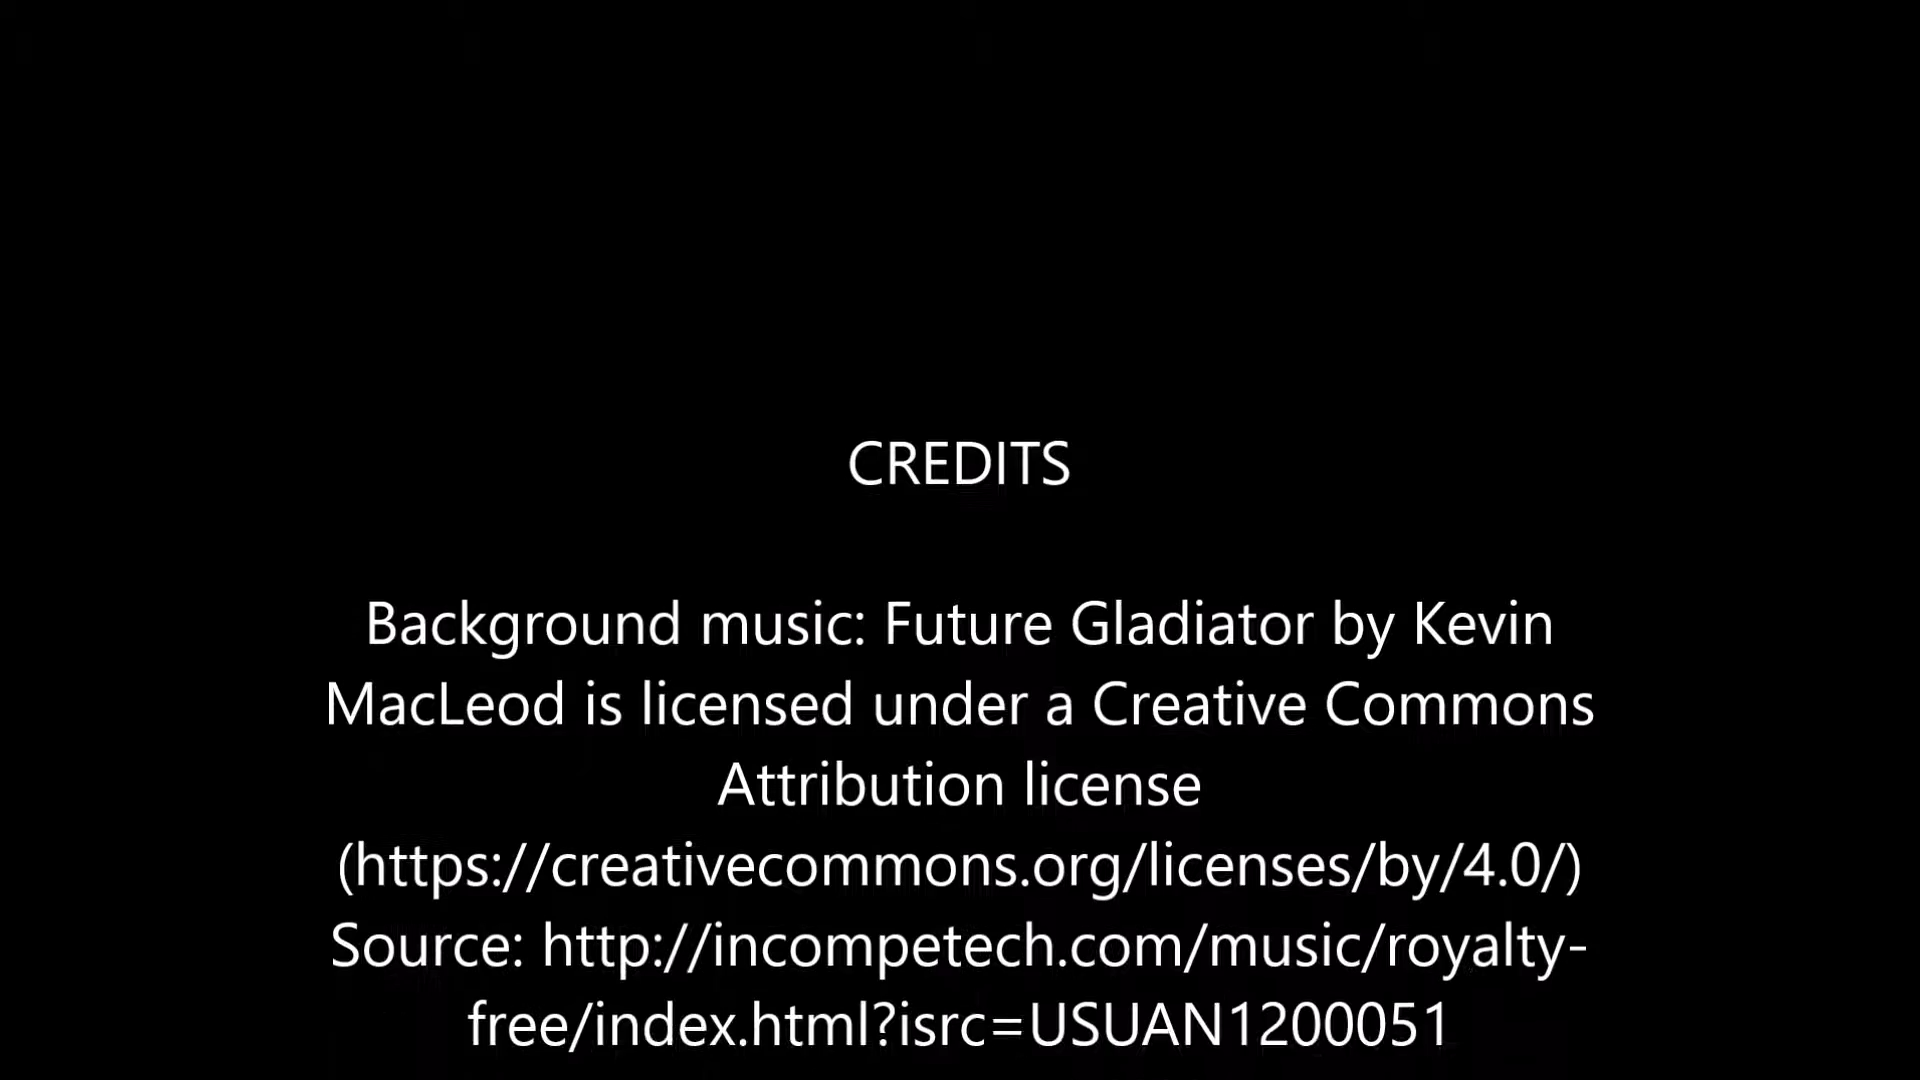 CREDITS
Background music: Future Gladiator by Kevin
MacLeod is licensed under a Creative Commons
Attribution license
(https://creativecommons.org/licenses/by/4.0/)
Source: http://incompetech.com/music/royalty-
free/index.html?isrc=USUAN1200051